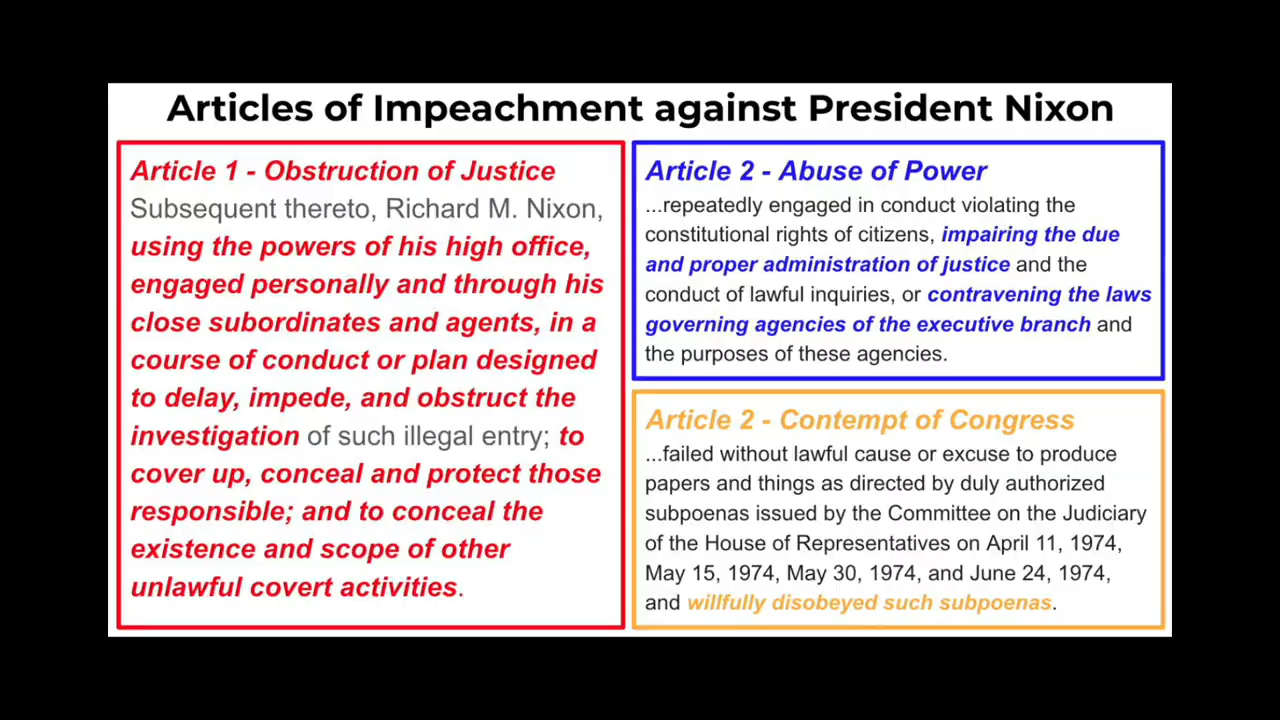 Articles of Impeachment against President Nixon
Article 1 - Obstruction of Justice
Subsequent thereto, Richard M. Nixon,
using the powers of his high office,
engaged personally and through his
close subordinates and agents, in a
course of conduct or plan designed
to delay, impede, and obstruct the
investigation of such illegal entry; to
cover up, conceal and protect those
responsible; and to conceal the
existence and scope of other
unlawful covert activities.
Article 2 - Abuse of Power
...repeatedly engaged in conduct violating the
constitutional rights of citizens, impairing the due
and proper administration of justice and the
conduct of lawful inquiries, or contravening the laws
governing agencies of the executive branch and
the purposes of these agencies.
Article 2 - Contempt of Congress
...failed without lawful cause or excuse to produce
papers and things as directed by duly authorized
subpoenas issued by the Committee on the Judiciary
of the House of Representatives on April 11, 1974,
May 15, 1974, May 30, 1974, and June 24, 1974,
and willfully disobeyed such subpoenas.